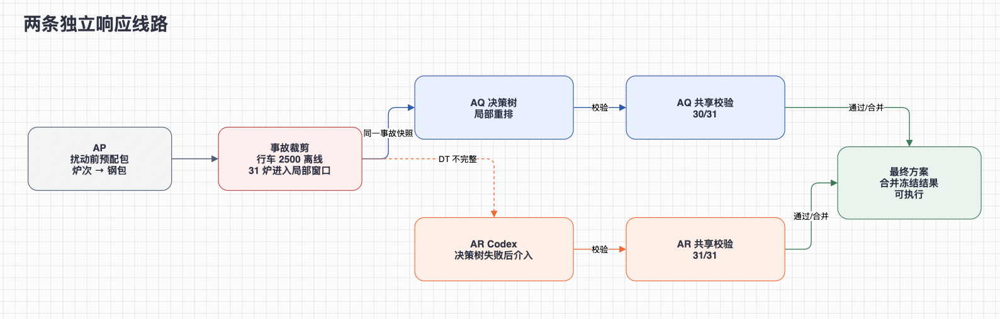 两条独立响应线路
AP
扰动前预配包
炉次 → 钢包
事故裁剪
行车 2500 离线
31 炉进入局部窗口
同一事故快照
AQ 决策树
局部重排
校验
AQ 共享校验
30/31
通过/合并
DT 不完整
AR Codex
决策树失败后介入
校验
AR 共享校验
31/31
通过/合并
最终方案
合并冻结结果
可执行